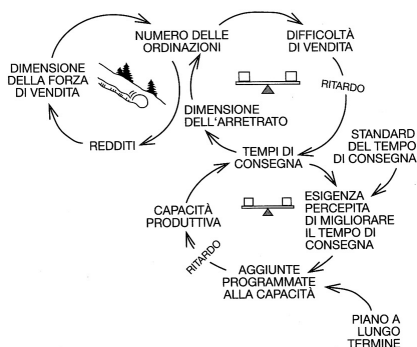 NUMERO DELLE
ORDINAZIONI
DIFFICOLTÀ
DI VENDITA
DIMENSIONE
DELLA FORZA
DI VENDITA
RITARDO
DIMENSIONE
DELL'ARRETRATO
REDDITI
TEMPI DI
CONSEGNA
STANDARD
DEL TEMPO
DI CONSEGNA
CAPACITÀ
PRODUTTIVA
ESIGENZA
PERCEPITA
DI MIGLIORARE
IL TEMPO DI
CONSEGNA
RITARDO
AGGIUNTE
PROGRAMMATE
ALLA CAPACITÀ
PIANO A
LUNGO
TERMINE